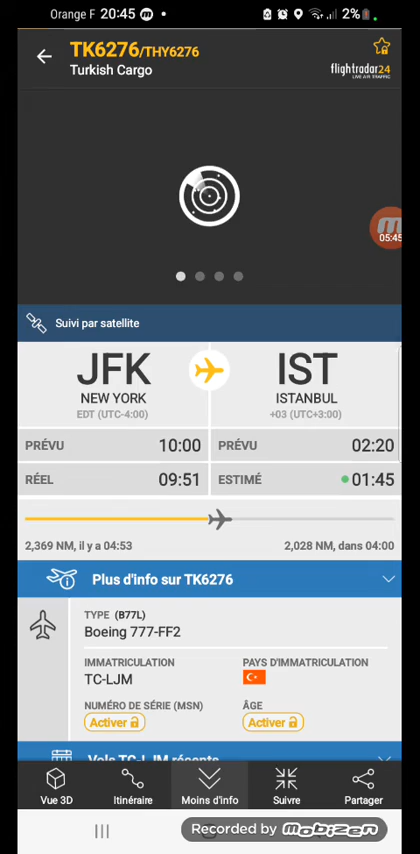 Orange F 20:45 m • 2%
TK6276/THY6276
Turkish Cargo
flightradar24
LIVE AIR TRAFFIC
05:45
Suivi par satellite
JFK IST
NEW YORK ISTANBUL
EDT (UTC-4:00) +03 (UTC+3:00)
PRÉVU 10:00 PRÉVU 02:20
RÉEL 09:51 ESTIMÉ 01:45
2,369 NM, il y a 04:53 2,028 NM, dans 04:00
Plus d'info sur TK6276
TYPE (B77L)
Boeing 777-FF2
IMMATRICULATION PAYS D'IMMATRICULATION
TC-LJM
NUMÉRO DE SÉRIE (MSN) ÂGE
Activer Activer
Vols TC-LJM récents
Vue 3D Itinéraire Moins d'info Suivre Partager
Recorded by mobizen